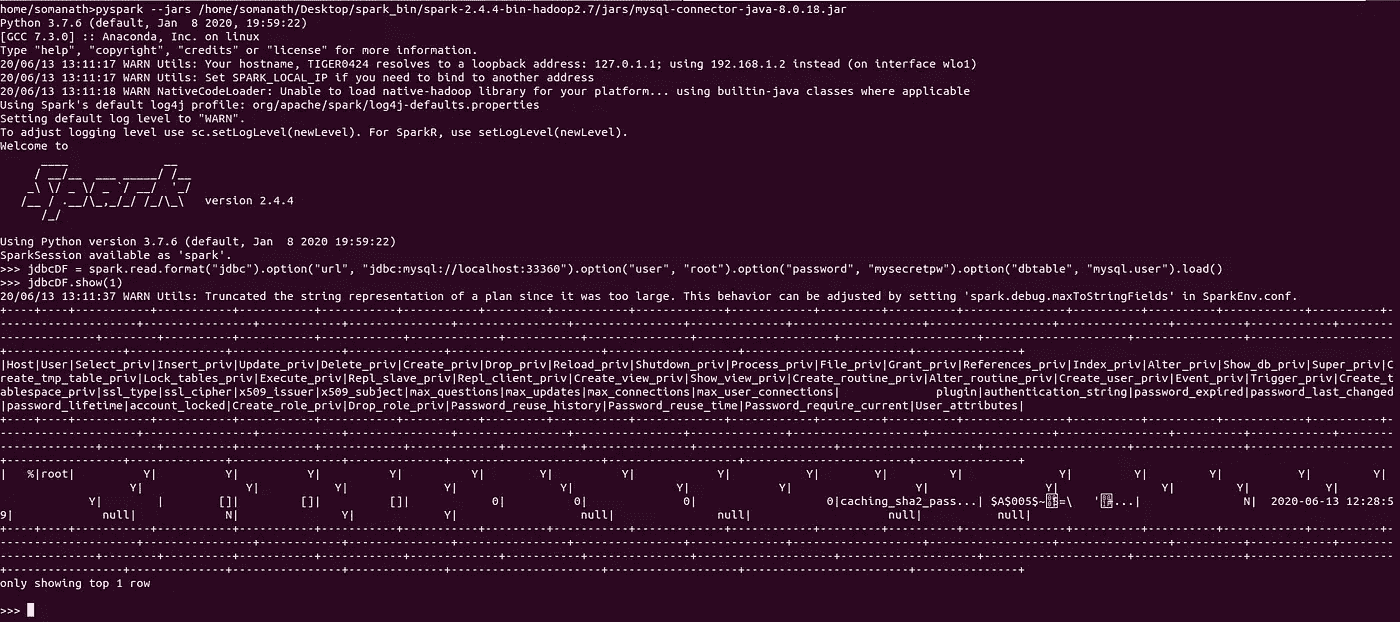 home/somanath>pyspark --jars /home/somanath/Desktop/spark_bin/spark-2.4.4-bin-hadoop2.7/jars/mysql-connector-java-8.0.18.jar
Python 3.7.6 (default, Jan  8 2020, 19:59:22)
[GCC 7.3.0] :: Anaconda, Inc. on linux
Type "help", "copyright", "credits" or "license" for more information.
20/06/13 13:11:17 WARN Utils: Your hostname, TIGER0424 resolves to a loopback address: 127.0.1.1; using 192.168.1.2 instead (on interface wlo1)
20/06/13 13:11:17 WARN Utils: Set SPARK_LOCAL_IP if you need to bind to another address
20/06/13 13:11:18 WARN NativeCodeLoader: Unable to load native-hadoop library for your platform... using builtin-java classes where applicable
Using Spark's default log4j profile: org/apache/spark/log4j-defaults.properties
Setting default log level to "WARN".
To adjust logging level use sc.setLogLevel(newLevel). For SparkR, use setLogLevel(newLevel).
Welcome to
Spark version 2.4.4
Using Python version 3.7.6 (default, Jan  8 2020 19:59:22)
SparkSession available as 'spark'.
>>> jdbcDF = spark.read.format("jdbc").option("url", "jdbc:mysql://localhost:33360").option("user", "root").option("password", "mysecretpw").option("dbtable", "mysql.user").load()
>>> jdbcDF.show(1)
20/06/13 13:11:37 WARN Utils: Truncated the string representation of a plan since it was too large. This behavior can be adjusted by setting 'spark.debug.maxToStringFields' in SparkEnv.conf.
|Host|User|Select_priv|Insert_priv|Update_priv|Delete_priv|Create_priv|Drop_priv|Reload_priv|Shutdown_priv|Process_priv|File_priv|Grant_priv|References_priv|Index_priv|Alter_priv|Show_db_priv|Super_priv|C
reate_tmp_table_priv|Lock_tables_priv|Execute_priv|Repl_slave_priv|Repl_client_priv|Create_view_priv|Show_view_priv|Create_routine_priv|Alter_routine_priv|Create_user_priv|Event_priv|Trigger_priv|Create_t
ablespace_priv|ssl_type|ssl_cipher|x509_issuer|x509_subject|max_questions|max_updates|max_connections|max_user_connections| plugin|authentication_string|password_expired|password_last_changed
|password_lifetime|account_locked|Create_role_priv|Drop_role_priv|Password_reuse_history|Password_reuse_time|Password_require_current|User_attributes|
| %|root| Y| Y| Y| Y| Y| Y| Y| Y| Y| Y| Y| Y| Y| Y| Y| Y|
Y| Y| Y| Y| Y| Y| Y| Y| Y| Y| Y| Y|
Y| | []| []| []| 0| 0| 0| 0|caching_sha2_pass...| $A$005$~=\ '...| N| 2020-06-13 12:28:5
9| null| N| Y| Y| null| null| null| null|
only showing top 1 row
>>>